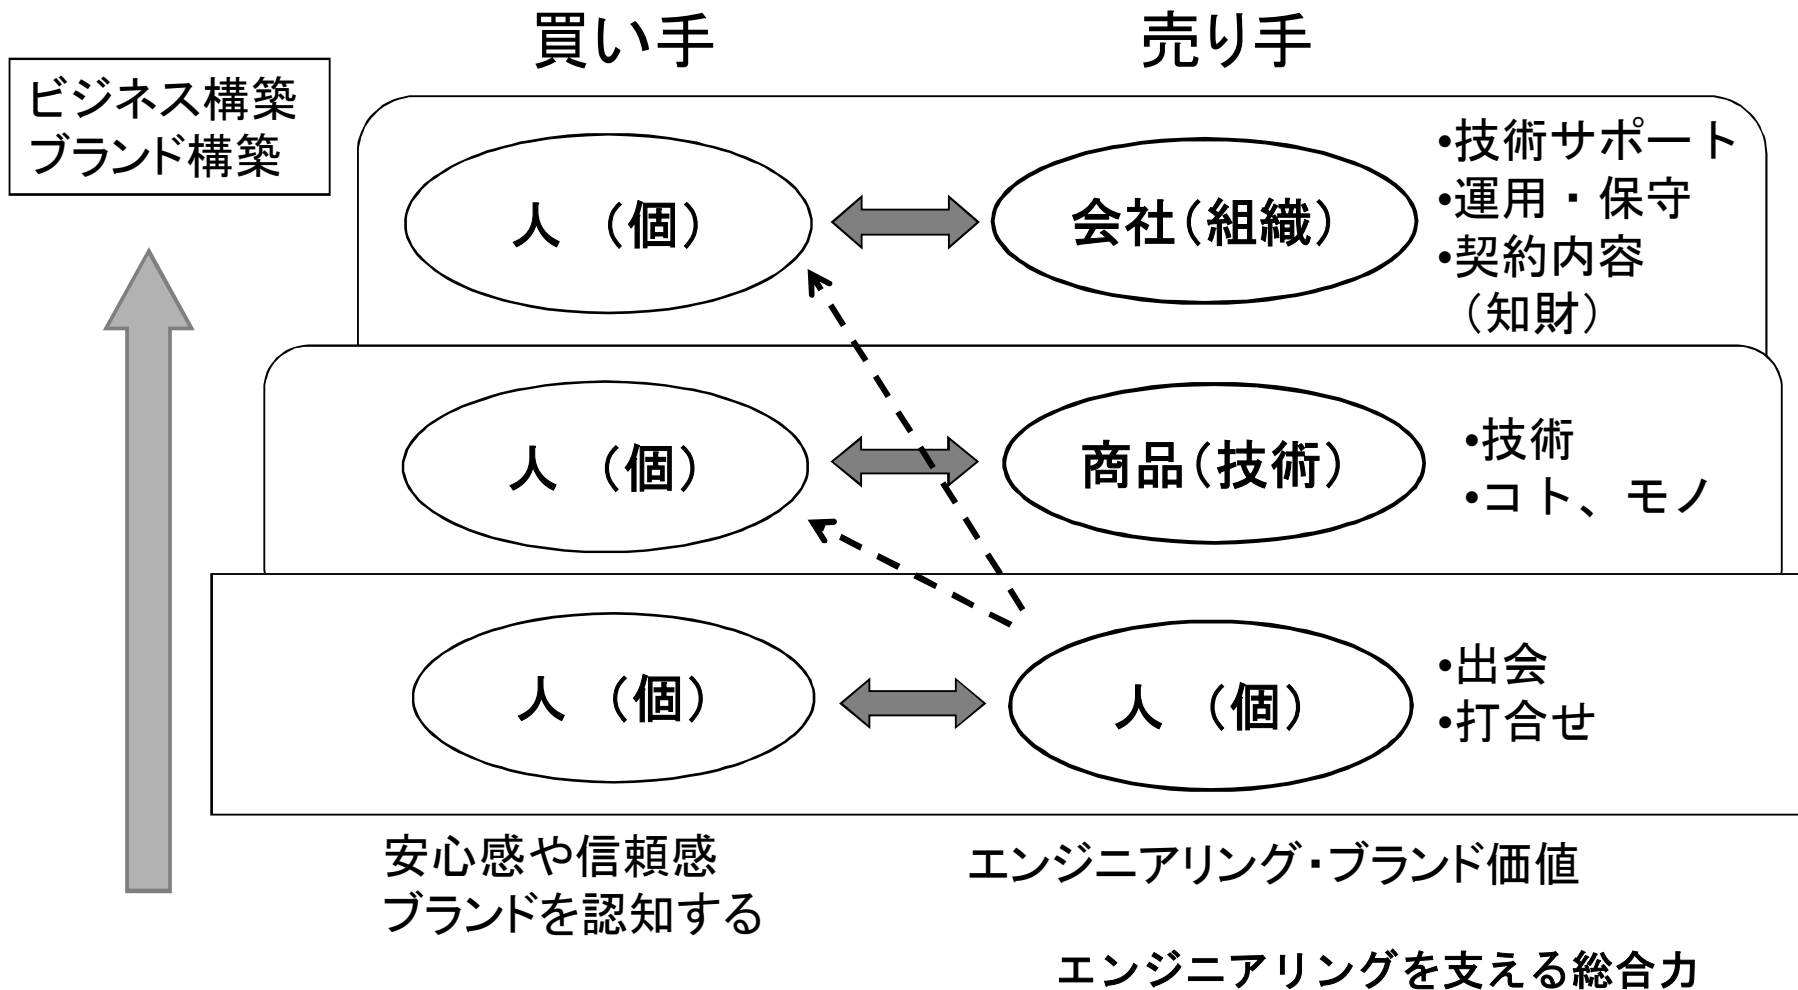 買い手
売り手
ビジネス構築
ブランド構築
人 （個）
会社（組織）
•技術サポート
•運用・保守
•契約内容
（知財）
人 （個）
商品（技術）
•技術
•コト、モノ
人 （個）
人 （個）
•出会
•打合せ
安心感や信頼感
ブランドを認知する
エンジニアリング・ブランド価値
エンジニアリングを支える総合力